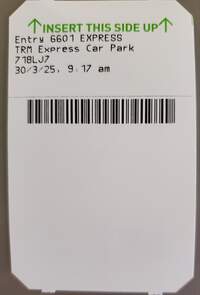 ↑INSERT THIS SIDE UP↑
Entry 6601 EXPRESS
TRM Express Car Park
718LJ7
30/3/25, 9:17 am